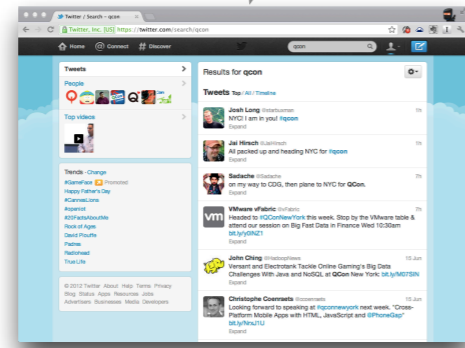 Twitter / Search - qcon
Twitter, Inc. [US] https://twitter.com/search/qcon
Home
@ Connect
# Discover
qcon
Tweets
People
Top videos
Trends · Change
#GameFace Promoted
Happy Father's Day
#CannesLions
#20FactsAboutMe
Rock of Ages
David Plouffe
Padres
Radiohead
True Life
© 2012 Twitter About Help Terms Privacy
Blog Status Apps Resources Jobs
Advertisers Businesses Media Developers
Results for qcon
Tweets Top / All / Timeline
Josh Long @starbuxman
1h
NYC! I am in you! #qcon
Expand
Jai Hirsch @JaiHirsch
1h
All packed up and heading NYC for #qcon
Expand
Sadache @Sadache
7h
on my way to CDG, then plane to NYC for QCon.
Expand
vm
VMware vFabric @vFabric
7h
Headed to #QConNewYork this week. Stop by the VMware table &
attend our session on Big Fast Data in Finance Wed 10:30am
Expand
John Ching @HadoopNews
15 Jun
Versant and Electrotank Tackle Online Gaming's Big Data
Challenges With Java and NoSQL at QCon New York: bit.ly/M07SIN
Expand
Christophe Coenraets @ccoenraets
15 Jun
Looking forward to speaking at #qconnewyork next week. "Cross-
Platform Mobile Apps with HTML, JavaScript and @PhoneGap"
bit.ly/NraJ1U
Expand